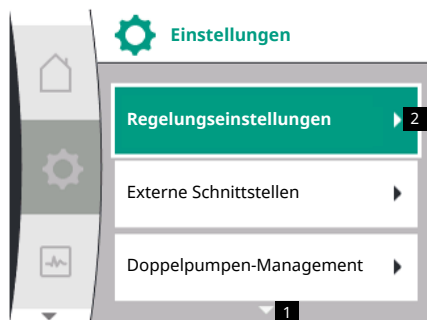 Einstellungen
Regelungseinstellungen
2
Externe Schnittstellen
Doppelpumpen-Management
1